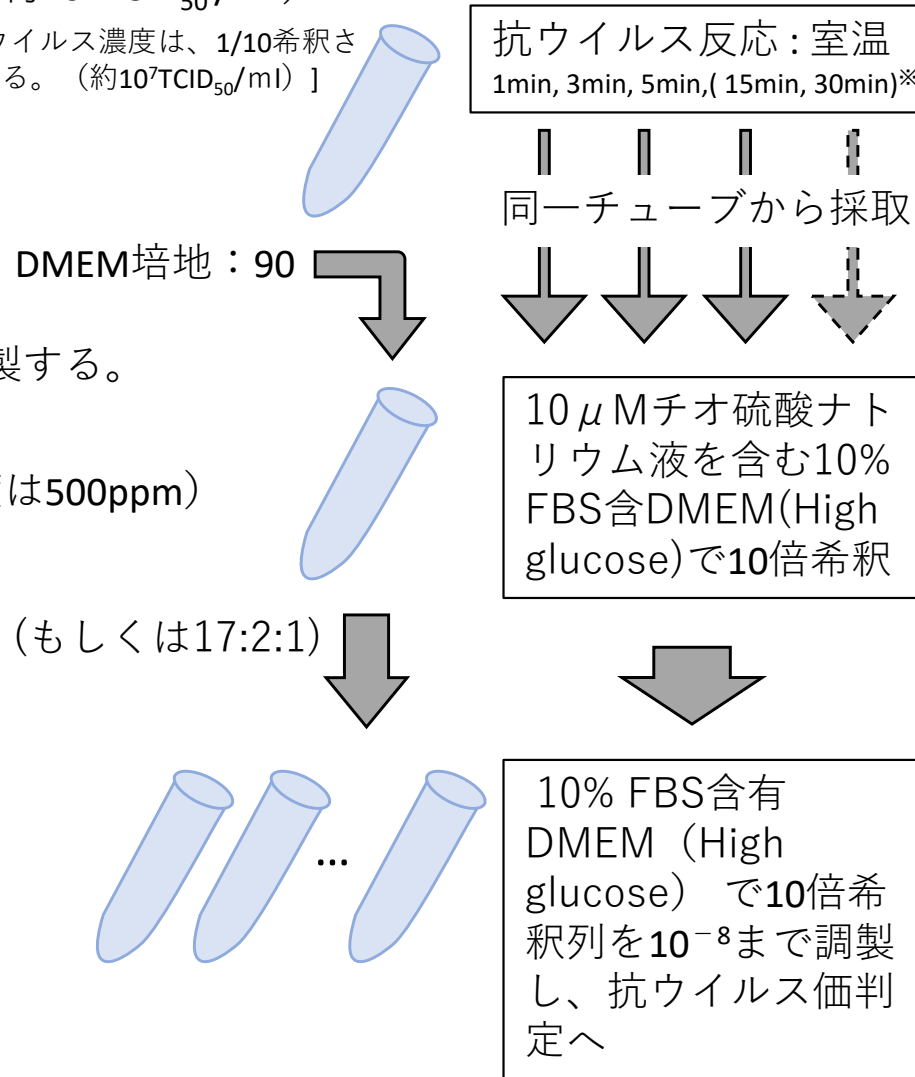 50
ウイルス濃度は、1/10希釈さ
る。（約10⁷TCID₅₀/ml）]
抗ウイルス反応 : 室温
1min, 3min, 5min,( 15min, 30min)※
同一チューブから採取
DMEM培地：90
製する。
は500ppm）
(もしくは17:2:1)
10μMチオ硫酸ナト
リウム液を含む10%
FBS含DMEM(High
glucose)で10倍希釈
...
10% FBS含有
DMEM（High
glucose） で10倍希
釈列を10⁻⁸まで調製
し、抗ウイルス価判
定へ